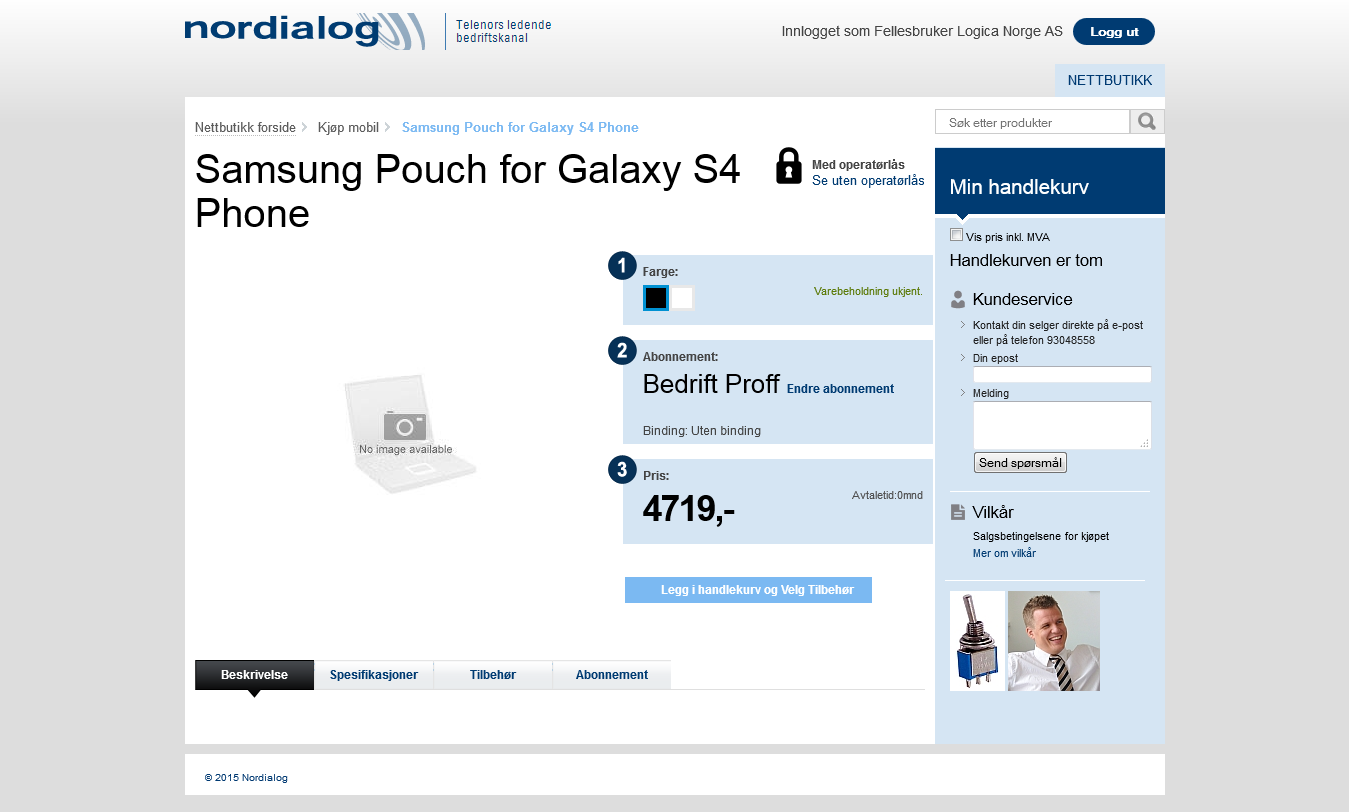 nordialog
Telenors ledende
bedriftskanal
Innlogget som Fellesbruker Logica Norge AS
Logg ut
NETTBUTIKK
Nettbutikk forside
Kjøp mobil
Samsung Pouch for Galaxy S4 Phone
Søk etter produkter
Samsung Pouch for Galaxy S4
Phone
Med operatørlås
Se uten operatørlås
1
Farge:
Varebeholdning ukjent.
2
Abonnement:
Bedrift Proff Endre abonnement
Binding: Uten binding
3
Pris:
4719,-
Avtaletid:0mnd
Legg i handlekurv og Velg Tilbehør
No image available
Beskrivelse
Spesifikasjoner
Tilbehør
Abonnement
Min handlekurv
Vis pris inkl. MVA
Handlekurven er tom
Kundeservice
Kontakt din selger direkte på e-post
eller på telefon 93048558
Din epost
Melding
Send spørsmål
Vilkår
Salgsbetingelsene for kjøpet
Mer om vilkår
© 2015 Nordialog